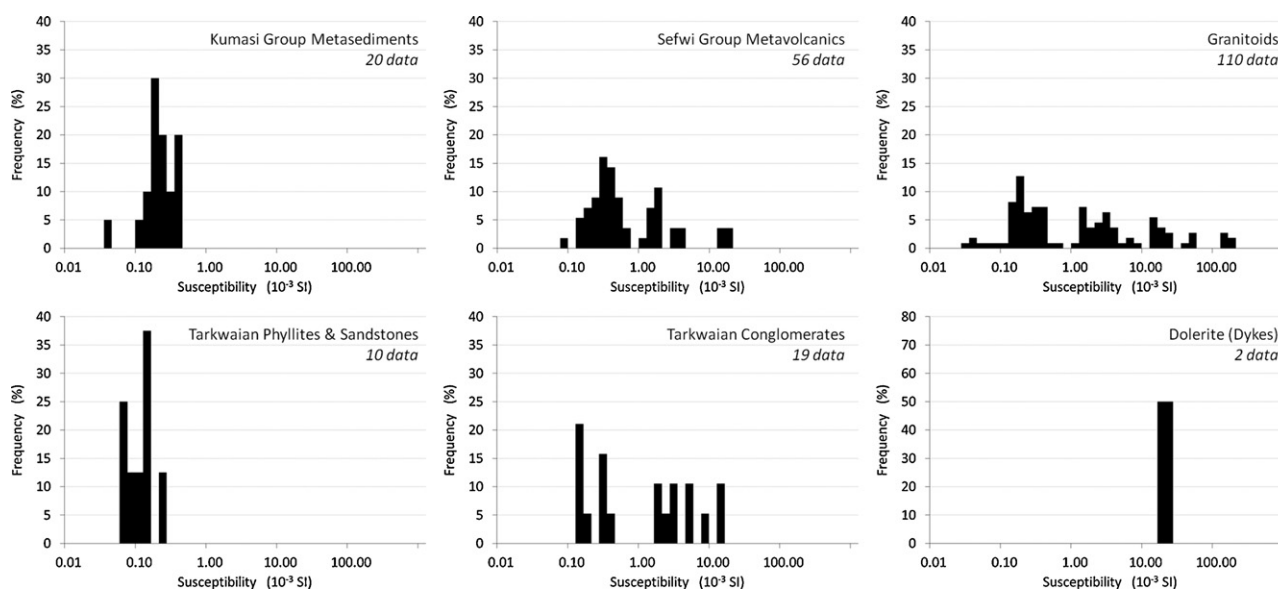 Kumasi Group Metasediments
20 data
Frequency (%)
40
35
30
25
20
15
10
5
0
0.01 0.10 1.00 10.00 100.00
Susceptibility (10⁻³ SI)
Sefwi Group Metavolcanics
56 data
Frequency (%)
40
35
30
25
20
15
10
5
0
0.01 0.10 1.00 10.00 100.00
Susceptibility (10⁻³ SI)
Granitoids
110 data
Frequency (%)
40
35
30
25
20
15
10
5
0
0.01 0.10 1.00 10.00 100.00
Susceptibility (10⁻³ SI)
Tarkwaian Phyllites & Sandstones
10 data
Frequency (%)
40
35
30
25
20
15
10
5
0
0.01 0.10 1.00 10.00 100.00
Susceptibility (10⁻³ SI)
Tarkwaian Conglomerates
19 data
Frequency (%)
40
35
30
25
20
15
10
5
0
0.01 0.10 1.00 10.00 100.00
Susceptibility (10⁻³ SI)
Dolerite (Dykes)
2 data
Frequency (%)
80
70
60
50
40
30
20
10
0
0.01 0.10 1.00 10.00 100.00
Susceptibility (10⁻³ SI)